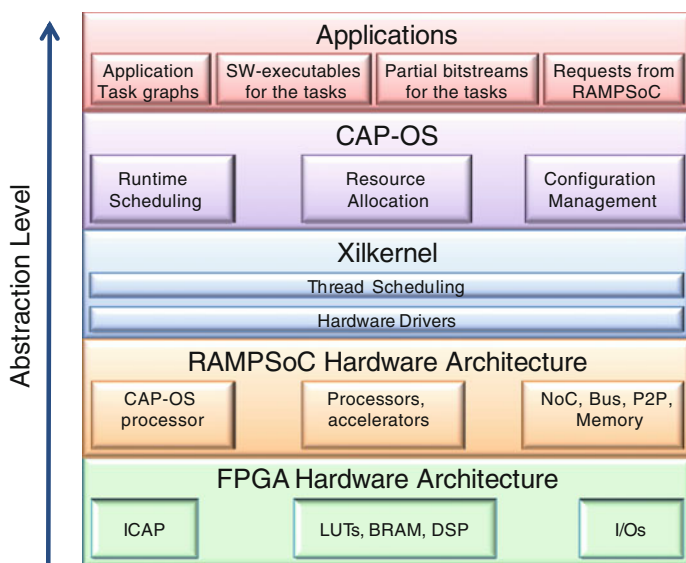 Abstraction Level
Applications
Application
Task graphs
SW-executables
for the tasks
Partial bitstreams
for the tasks
Requests from
RAMPSoC
CAP-OS
Runtime
Scheduling
Resource
Allocation
Configuration
Management
Xilkernel
Thread Scheduling
Hardware Drivers
RAMPSoC Hardware Architecture
CAP-OS
processor
Processors,
accelerators
NoC, Bus, P2P,
Memory
FPGA Hardware Architecture
ICAP
LUTs, BRAM, DSP
I/Os